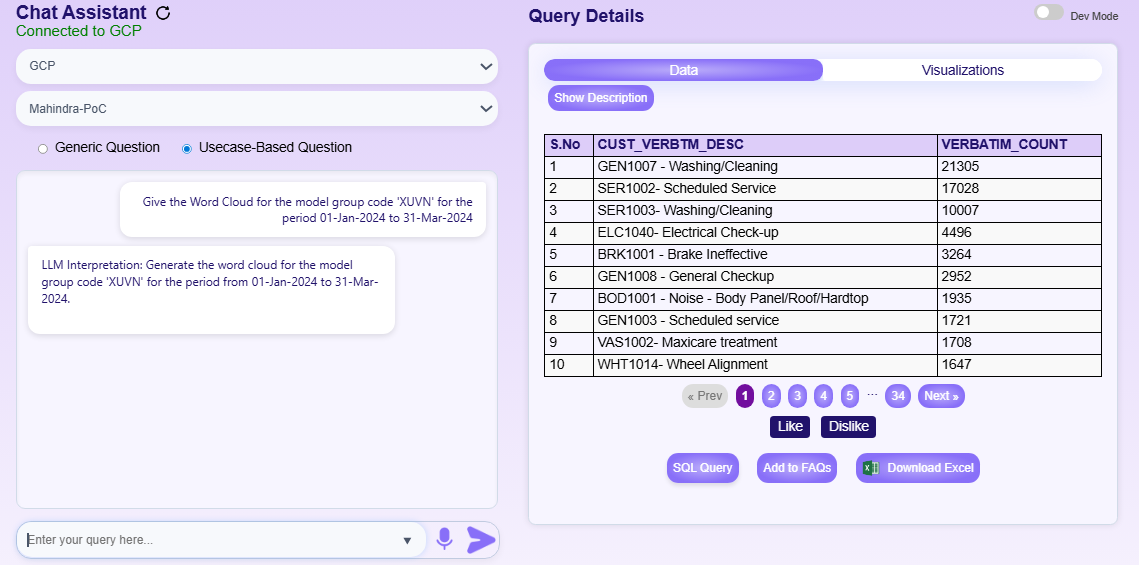 Chat Assistant
Connected to GCP
GCP
Mahindra-PoC
Generic Question
Usecase-Based Question
Give the Word Cloud for the model group code 'XUVN' for the
period 01-Jan-2024 to 31-Mar-2024
LLM Interpretation: Generate the word cloud for the model
group code 'XUVN' for the period from 01-Jan-2024 to 31-Mar-
2024.
Enter your query here...
Query Details
Dev Mode
Data
Visualizations
Show Description
S.No CUST_VERBTM_DESC VERBATIM_COUNT
1 GEN1007 - Washing/Cleaning 21305
2 SER1002- Scheduled Service 17028
3 SER1003- Washing/Cleaning 10007
4 ELC1040- Electrical Check-up 4496
5 BRK1001 - Brake Ineffective 3264
6 GEN1008 - General Checkup 2952
7 BOD1001 - Noise - Body Panel/Roof/Hardtop 1935
8 GEN1003 - Scheduled service 1721
9 VAS1002- Maxicare treatment 1708
10 WHT1014- Wheel Alignment 1647
« Prev 1 2 3 4 5 ... 34 Next »
Like Dislike
SQL Query Add to FAQs Download Excel